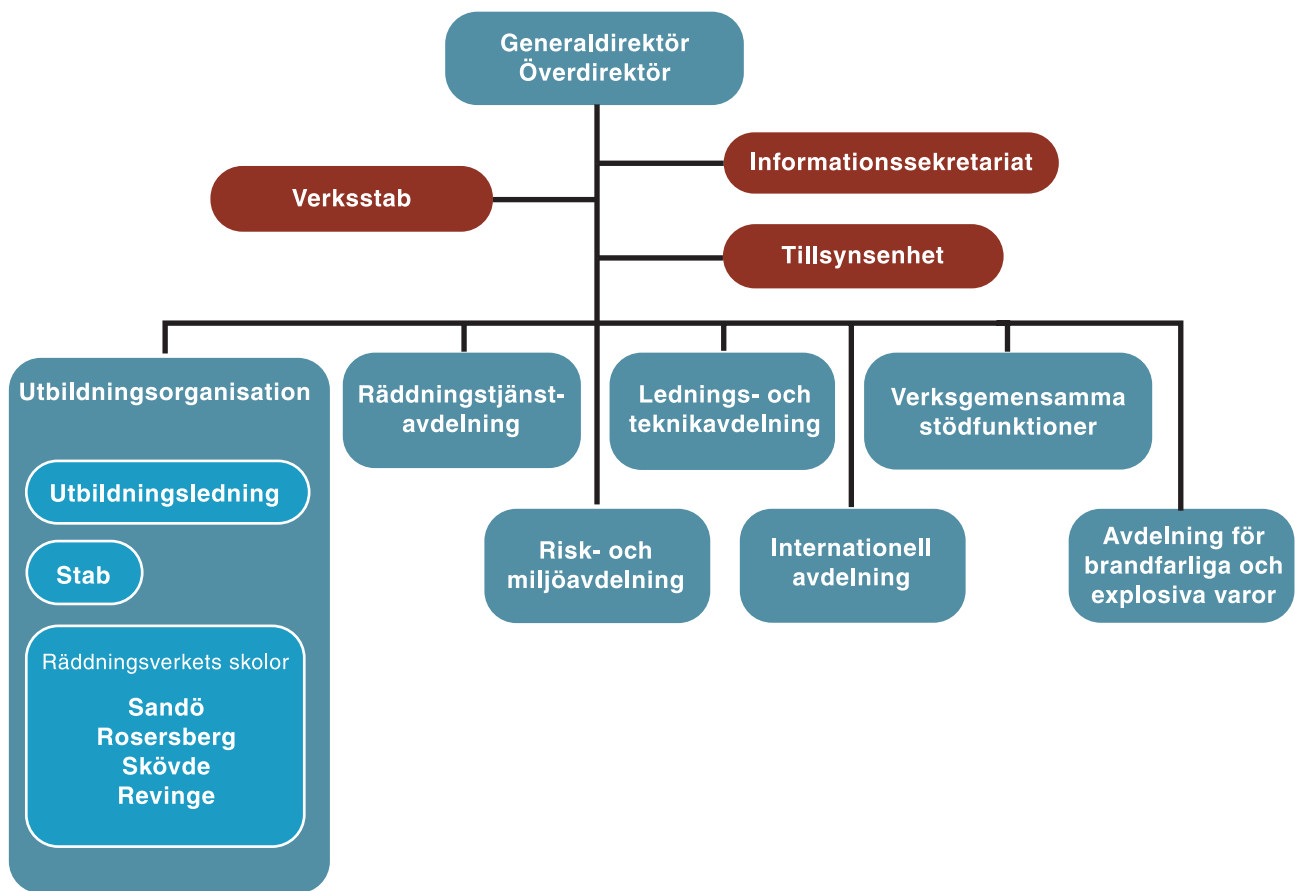 Generaldirektör
Överdirektör
Informationssekretariat
Verksstab
Tillsynsenhet
Utbildningsorganisation
Utbildningsledning
Stab
Räddningsverkets skolor
Sandö
Rosersberg
Skövde
Revinge
Räddningstjänst-
avdelning
Lednings- och
teknikavdelning
Verksgemensamma
stödfunktioner
Risk- och
miljöavdelning
Internationell
avdelning
Avdelning för
brandfarliga och
explosiva varor